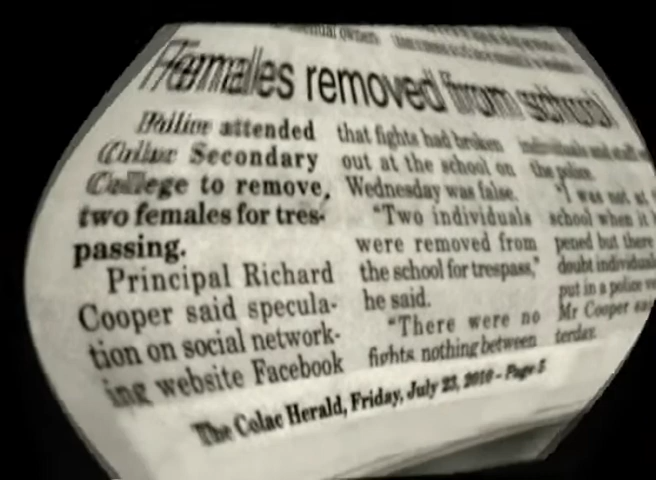 Females removed from school
Police attended
Colac Secondary
College to remove,
two females for tres-
passing.
Principal Richard
Cooper said specula-
tion on social network-
ing website Facebook
that fights had broken
out at the school on
Wednesday was false.
"Two individuals
were removed from
the school for trespass,"
he said.
"There were no
fights nothing between
individuals and staff
the police.
"I was not at
school when it
pened but there
doubt individuals
put in a police
Mr Cooper said
terday.
The Colac Herald, Friday, July 23, 2010 - Page 5